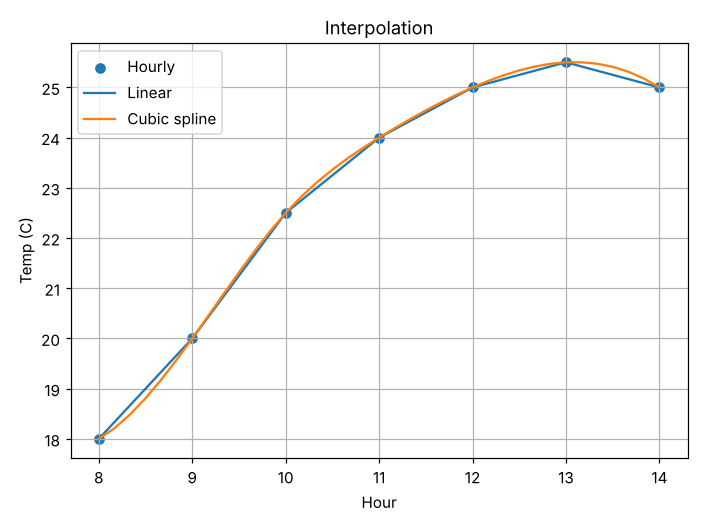 Interpolation
Hourly
Linear
Cubic spline
25
24
23
22
21
20
19
18
Temp (C)
8 9 10 11 12 13 14
Hour